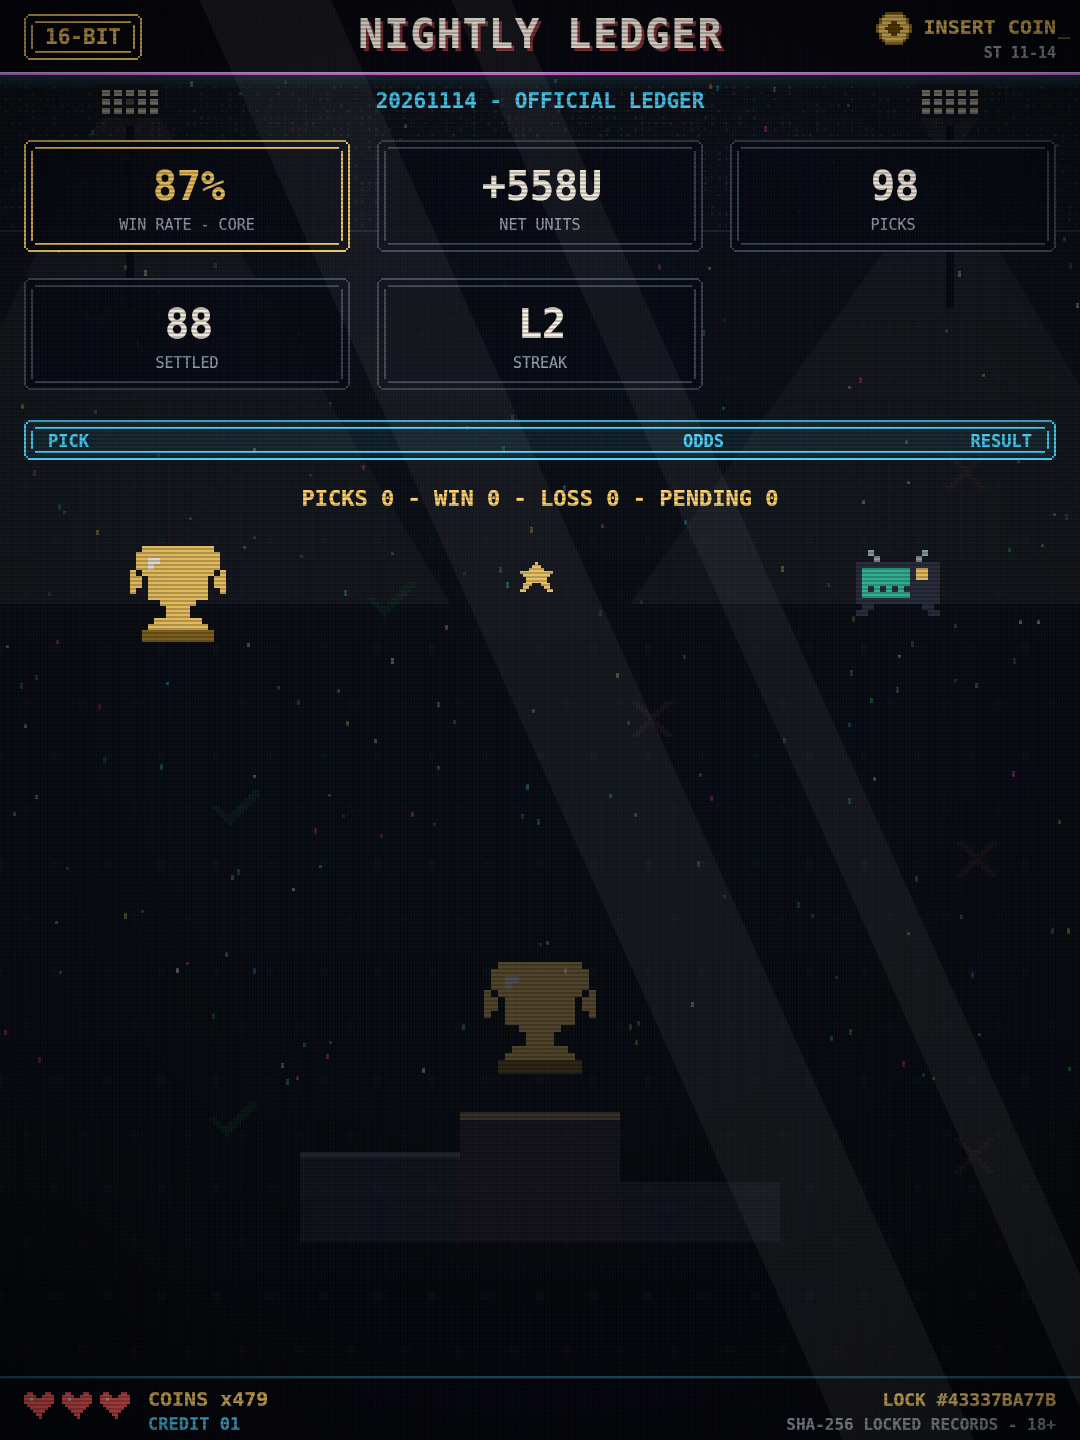 16-BIT
NIGHTLY LEDGER
INSERT COIN_
ST 11-14
20261114 - OFFICIAL LEDGER
87%
WIN RATE - CORE
+558U
NET UNITS
98
PICKS
88
SETTLED
L2
STREAK
PICK ODDS RESULT
PICKS 0 - WIN 0 - LOSS 0 - PENDING 0
COINS x479
CREDIT 01
LOCK #43337BA77B
SHA-256 LOCKED RECORDS - 18+